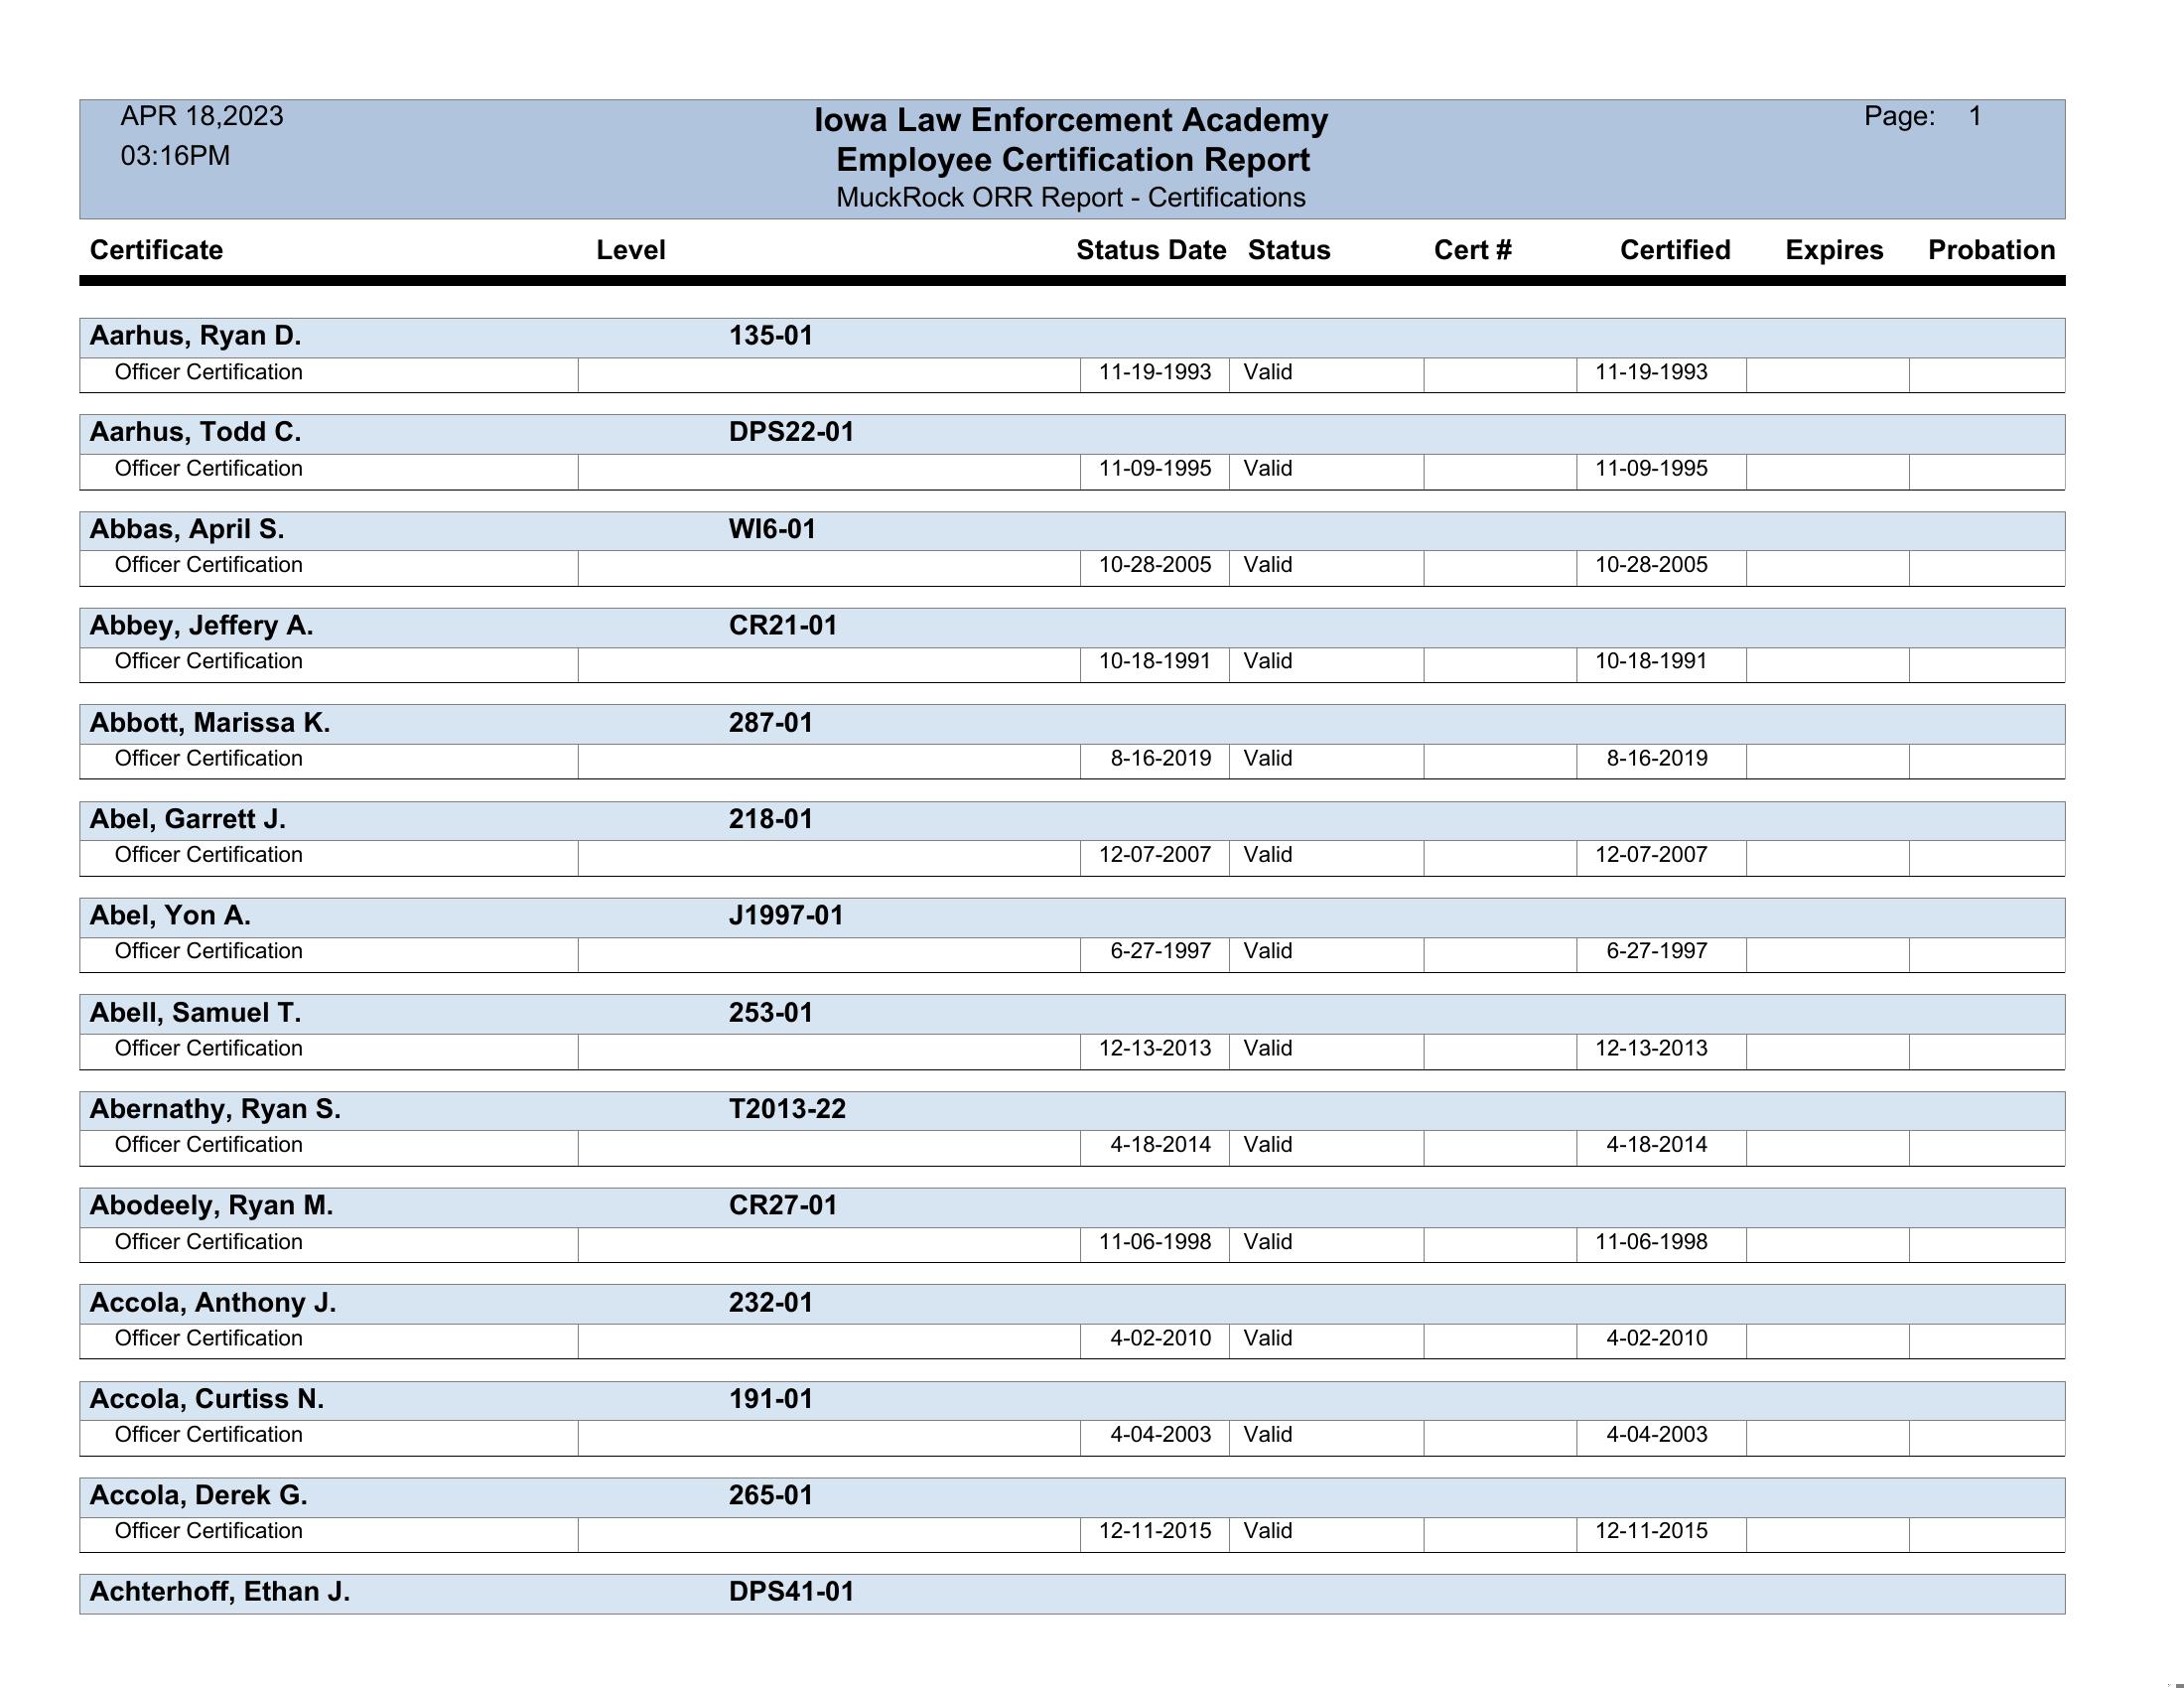 APR 18,2023 Iowa Law Enforcement Academy Page: 1
03:16PM Employee Certification Report
MuckRock ORR Report - Certifications
Certificate Level Status Date Status Cert # Certified Expires Probation
Aarhus, Ryan D. 135-01
Officer Certification 11-19-1993 Valid 11-19-1993
Aarhus, Todd C. DPS22-01
Officer Certification 11-09-1995 Valid 11-09-1995
Abbas, April S. WI6-01
Officer Certification 10-28-2005 Valid 10-28-2005
Abbey, Jeffery A. CR21-01
Officer Certification 10-18-1991 Valid 10-18-1991
Abbott, Marissa K. 287-01
Officer Certification 8-16-2019 Valid 8-16-2019
Abel, Garrett J. 218-01
Officer Certification 12-07-2007 Valid 12-07-2007
Abel, Yon A. J1997-01
Officer Certification 6-27-1997 Valid 6-27-1997
Abell, Samuel T. 253-01
Officer Certification 12-13-2013 Valid 12-13-2013
Abernathy, Ryan S. T2013-22
Officer Certification 4-18-2014 Valid 4-18-2014
Abodeely, Ryan M. CR27-01
Officer Certification 11-06-1998 Valid 11-06-1998
Accola, Anthony J. 232-01
Officer Certification 4-02-2010 Valid 4-02-2010
Accola, Curtiss N. 191-01
Officer Certification 4-04-2003 Valid 4-04-2003
Accola, Derek G. 265-01
Officer Certification 12-11-2015 Valid 12-11-2015
Achterhoff, Ethan J. DPS41-01